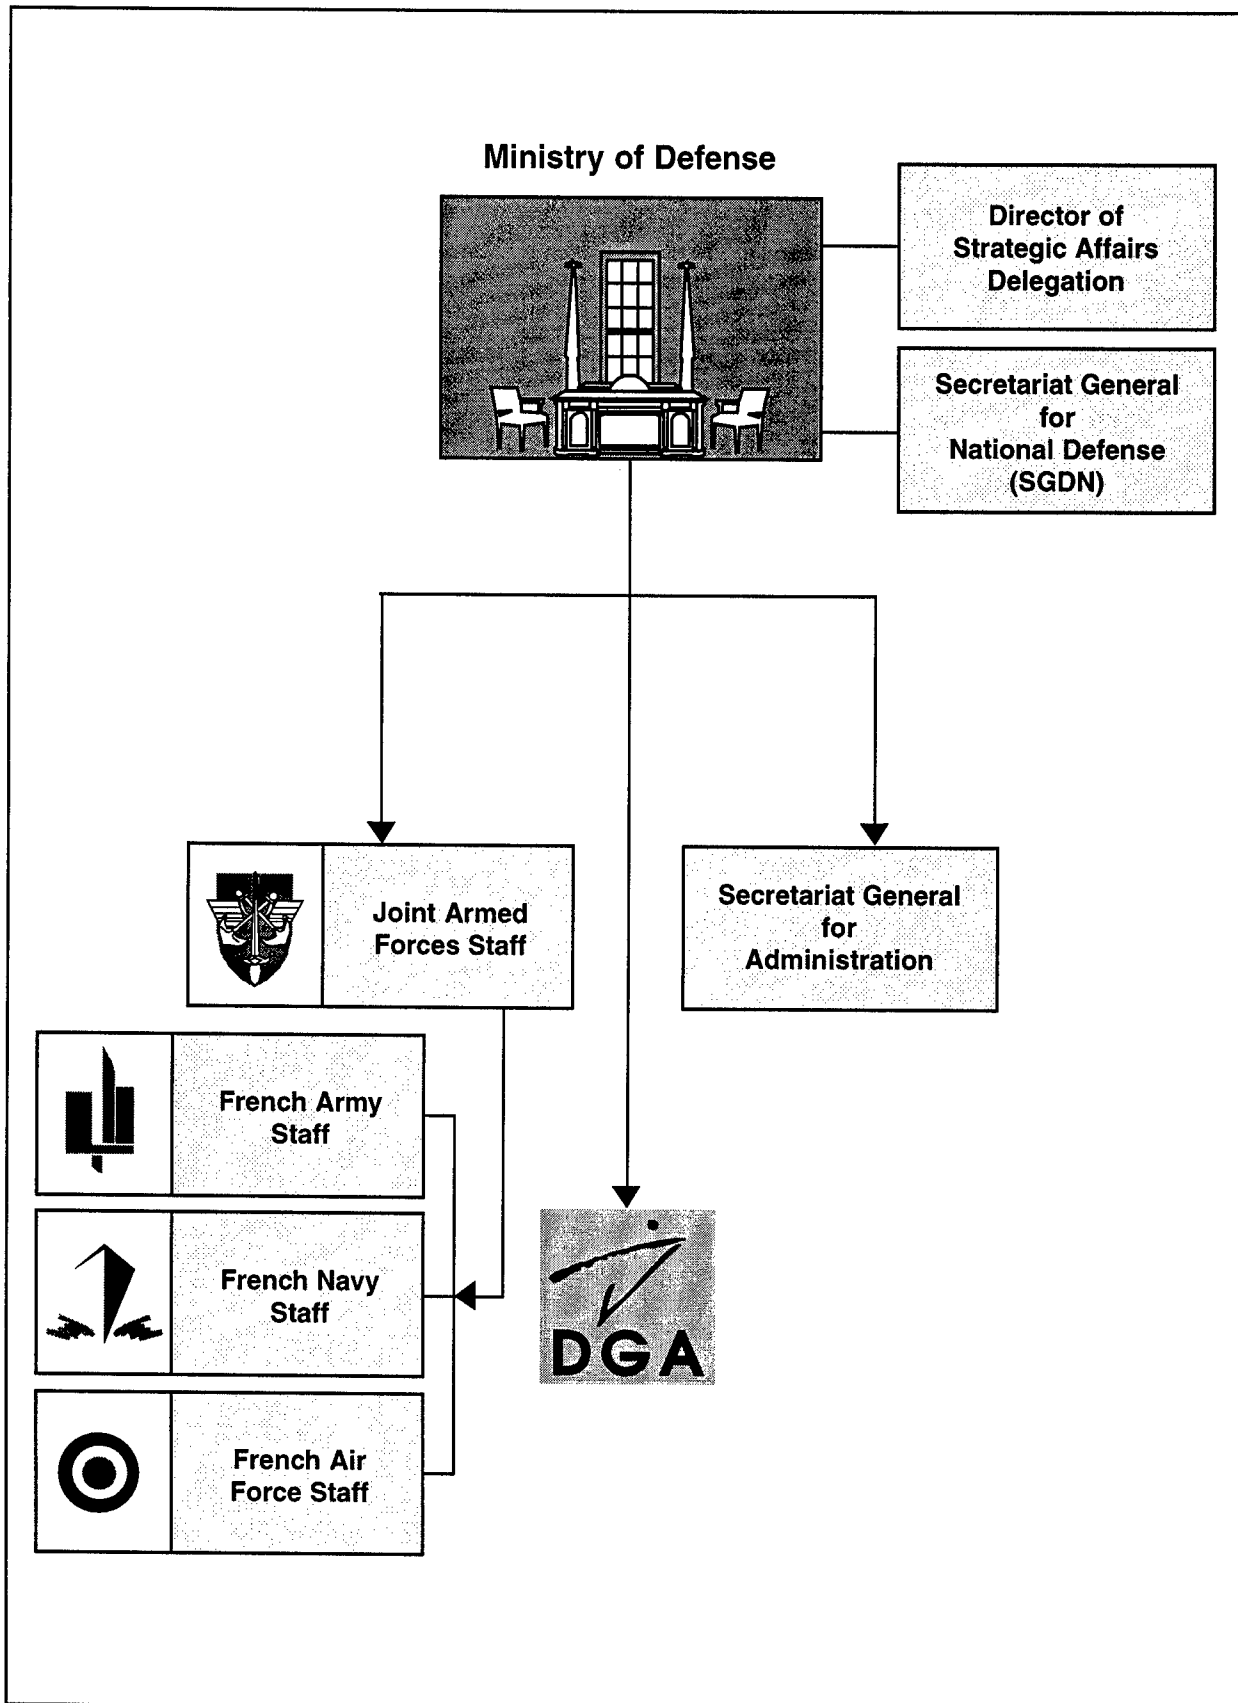 Ministry of Defense
Director of
Strategic Affairs
Delegation
Secretariat General
for
National Defense
(SGDN)
Joint Armed
Forces Staff
Secretariat General
for
Administration
French Army
Staff
French Navy
Staff
French Air
Force Staff
DGA